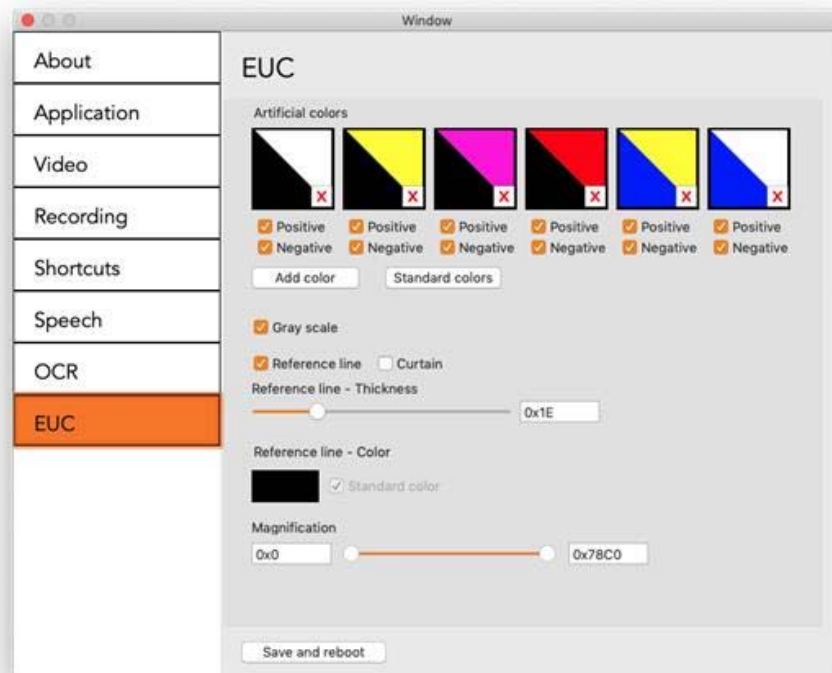 Window
About
Application
Video
Recording
Shortcuts
Speech
OCR
EUC
EUC
Artificial colors
X X X X X X
Positive Positive Positive Positive Positive Positive
Negative Negative Negative Negative Negative Negative
Add color Standard colors
Gray scale
Reference line Curtain
Reference line - Thickness
0x1E
Reference line - Color
Standard color
Magnification
0x0 0x78C0
Save and reboot